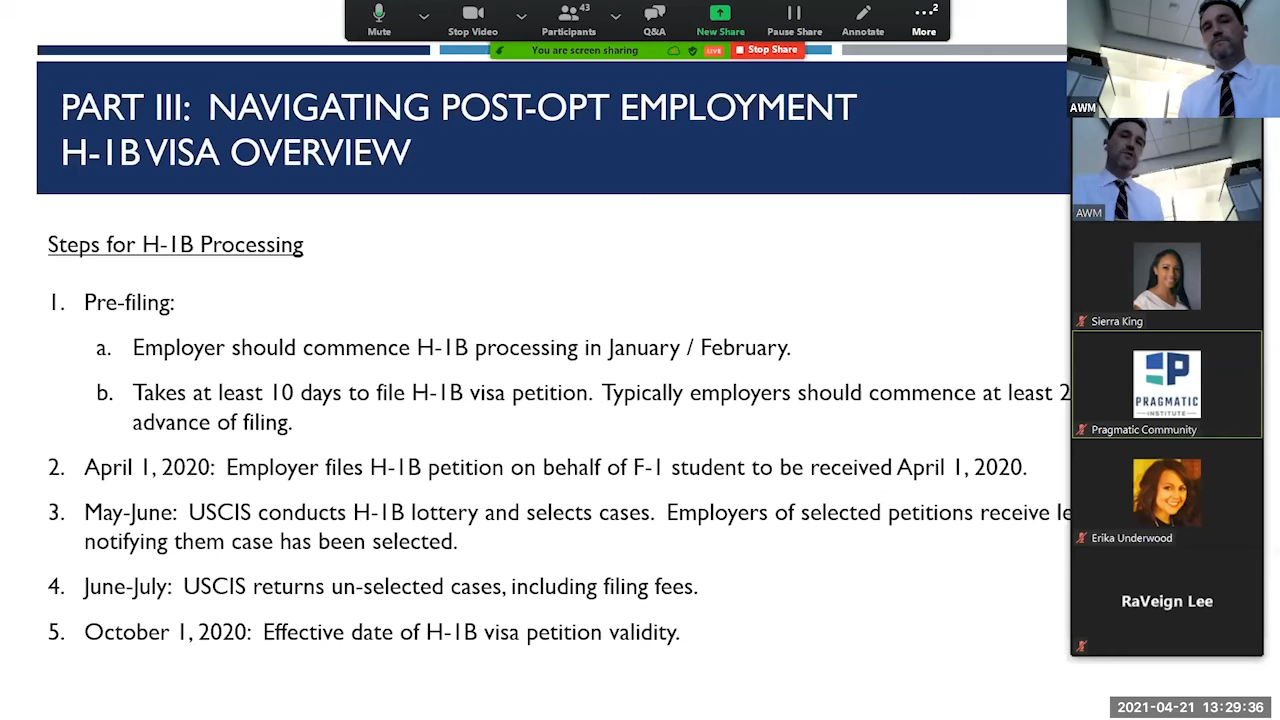 43
2
Mute
Stop Video
Participants
Q&A
New Share
Pause Share
Annotate
More
You are screen sharing
LIVE
Stop Share
PART III: NAVIGATING POST-OPT EMPLOYMENT
H-1B VISA OVERVIEW
Steps for H-1B Processing
1. Pre-filing:
a. Employer should commence H-1B processing in January / February.
b. Takes at least 10 days to file H-1B visa petition. Typically employers should commence at least 2
advance of filing.
2. April 1, 2020: Employer files H-1B petition on behalf of F-1 student to be received April 1, 2020.
3. May-June: USCIS conducts H-1B lottery and selects cases. Employers of selected petitions receive
notifying them case has been selected.
4. June-July: USCIS returns un-selected cases, including filing fees.
5. October 1, 2020: Effective date of H-1B visa petition validity.
AWM
AWM
Sierra King
PRAGMATIC
INSTITUTE
Pragmatic Community
Erika Underwood
RaVeign Lee
2021-04-21 13:29:36